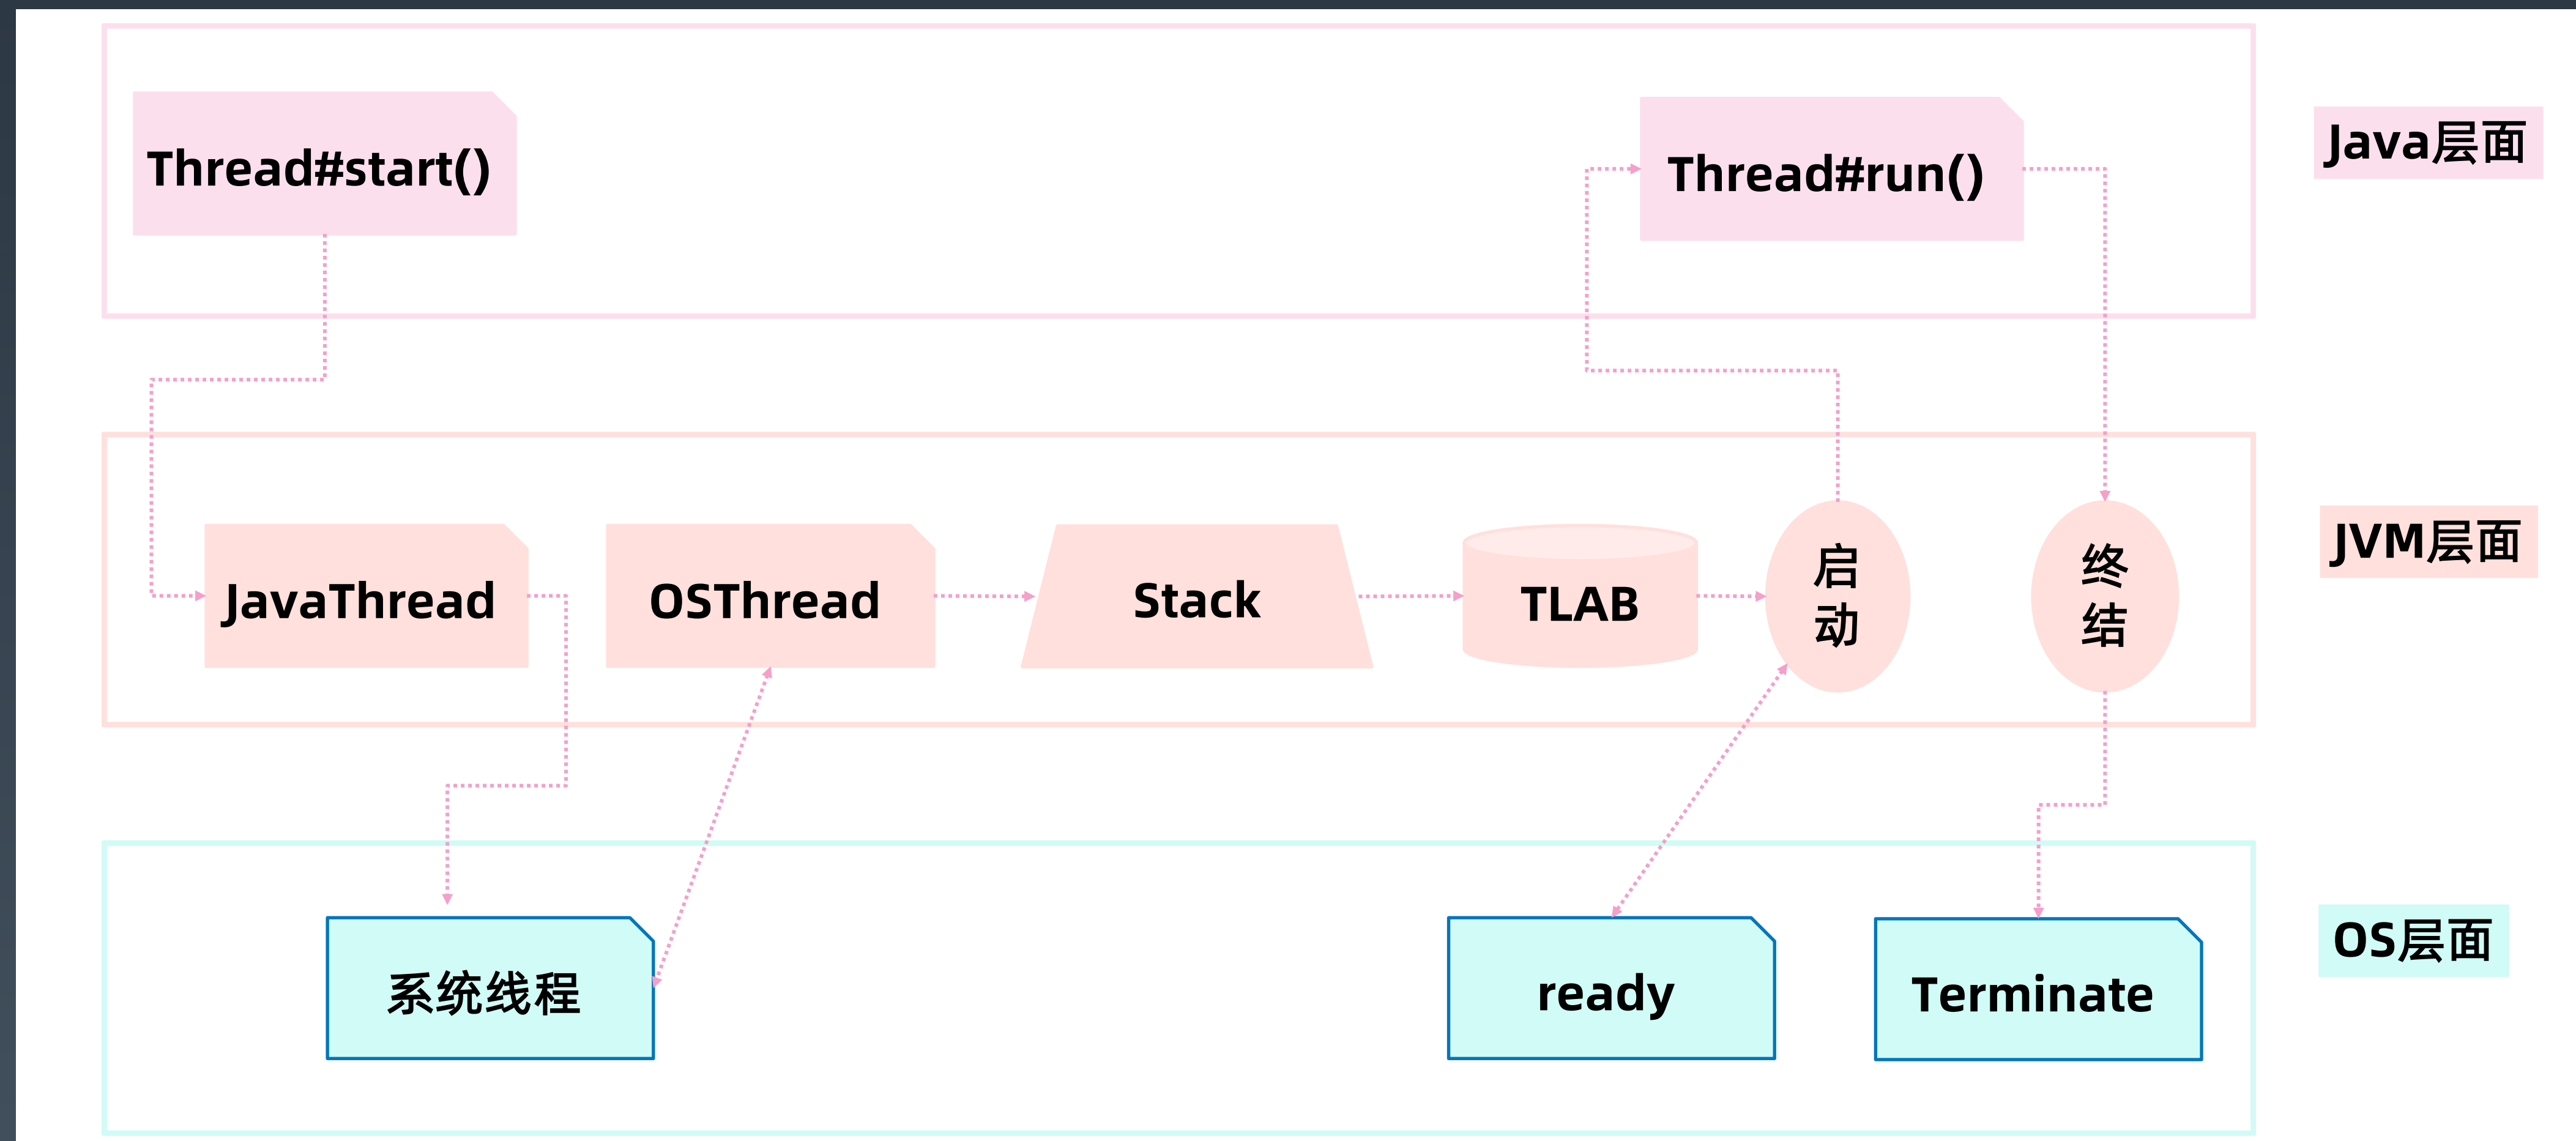 Thread#start()
Thread#run()
Java层面
JavaThread
OSThread
Stack
TLAB
启
动
终
结
JVM层面
系统线程
ready
Terminate
OS层面